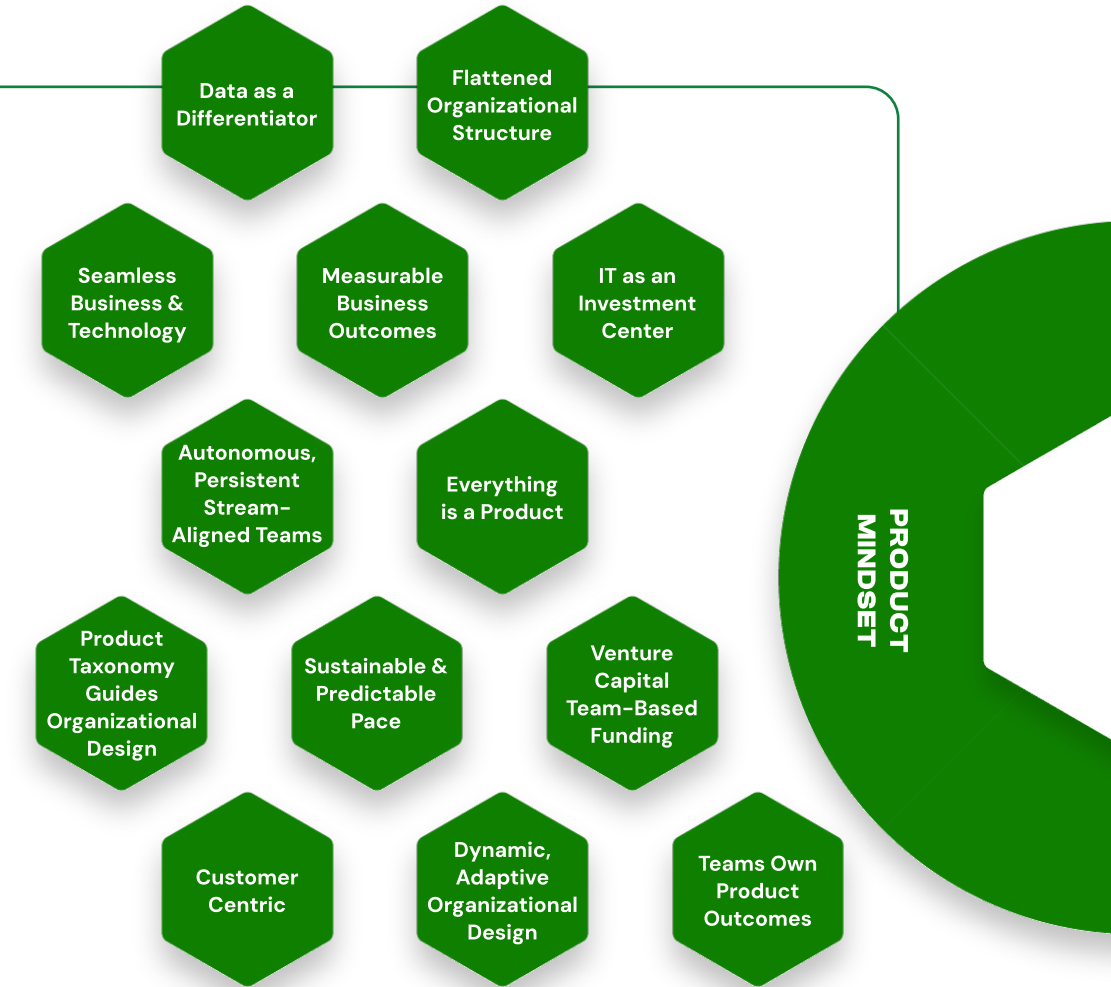 Data as a
Differentiator
Flattened
Organizational
Structure
Seamless
Business &
Technology
Measurable
Business
Outcomes
IT as an
Investment
Center
Autonomous,
Persistent
Stream-
Aligned Teams
Everything
is a Product
PRODUCT
MINDSET
Product
Taxonomy
Guides
Organizational
Design
Sustainable &
Predictable
Pace
Venture
Capital
Team-Based
Funding
Customer
Centric
Dynamic,
Adaptive
Organizational
Design
Teams Own
Product
Outcomes